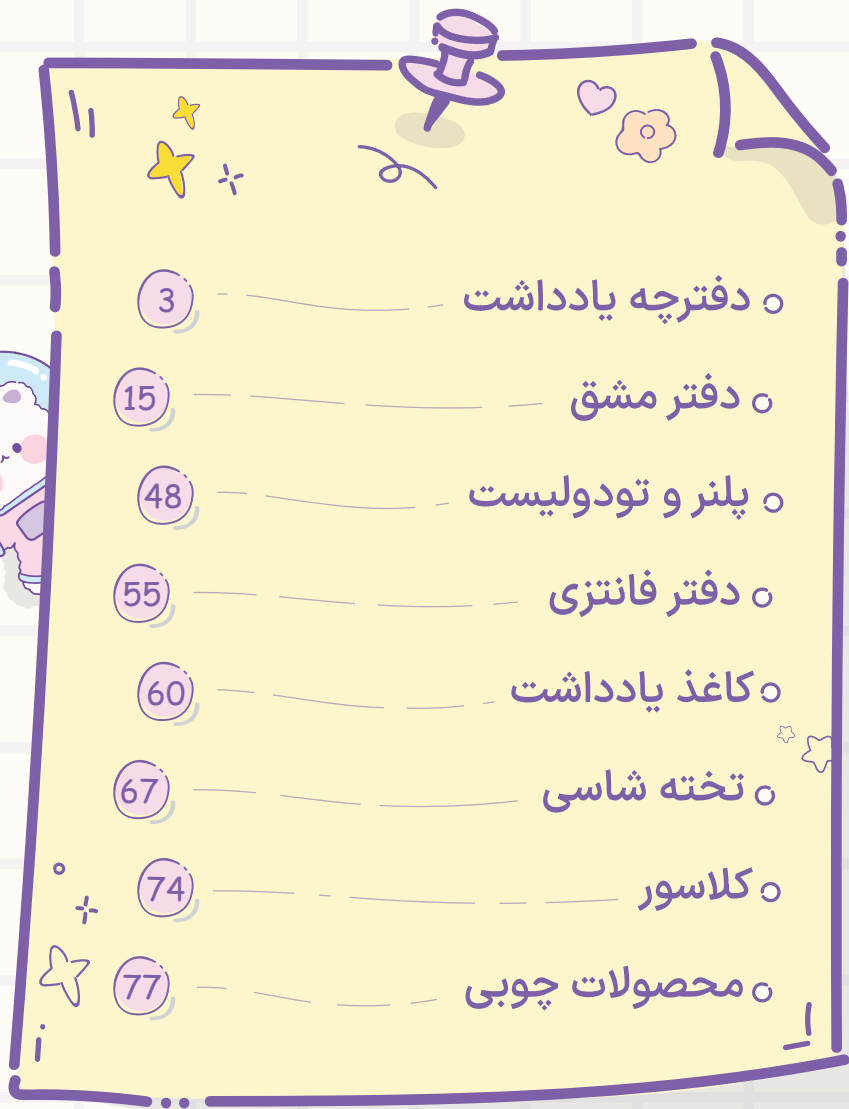 دفترچه یادداشت 3
دفتر مشق 15
پلنر و تودولیست 48
دفتر فانتزی 55
کاغذ یادداشت 60
تخته شاسی 67
کلاسور 74
محصولات چوبی 77